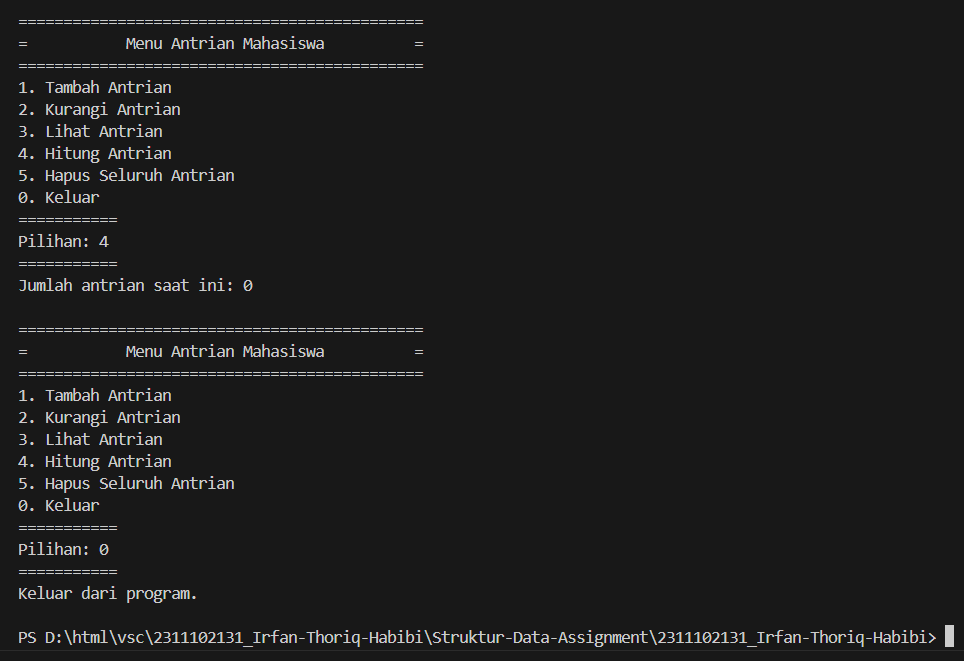 =============================================
=           Menu Antrian Mahasiswa          =
=============================================
1. Tambah Antrian
2. Kurangi Antrian
3. Lihat Antrian
4. Hitung Antrian
5. Hapus Seluruh Antrian
0. Keluar
===========
Pilihan: 4
===========
Jumlah antrian saat ini: 0
=============================================
=           Menu Antrian Mahasiswa          =
=============================================
1. Tambah Antrian
2. Kurangi Antrian
3. Lihat Antrian
4. Hitung Antrian
5. Hapus Seluruh Antrian
0. Keluar
===========
Pilihan: 0
===========
Keluar dari program.
PS D:\html\vsc\2311102131_Irfan-Thoriq-Habibi\Struktur-Data-Assignment\2311102131_Irfan-Thoriq-Habibi>